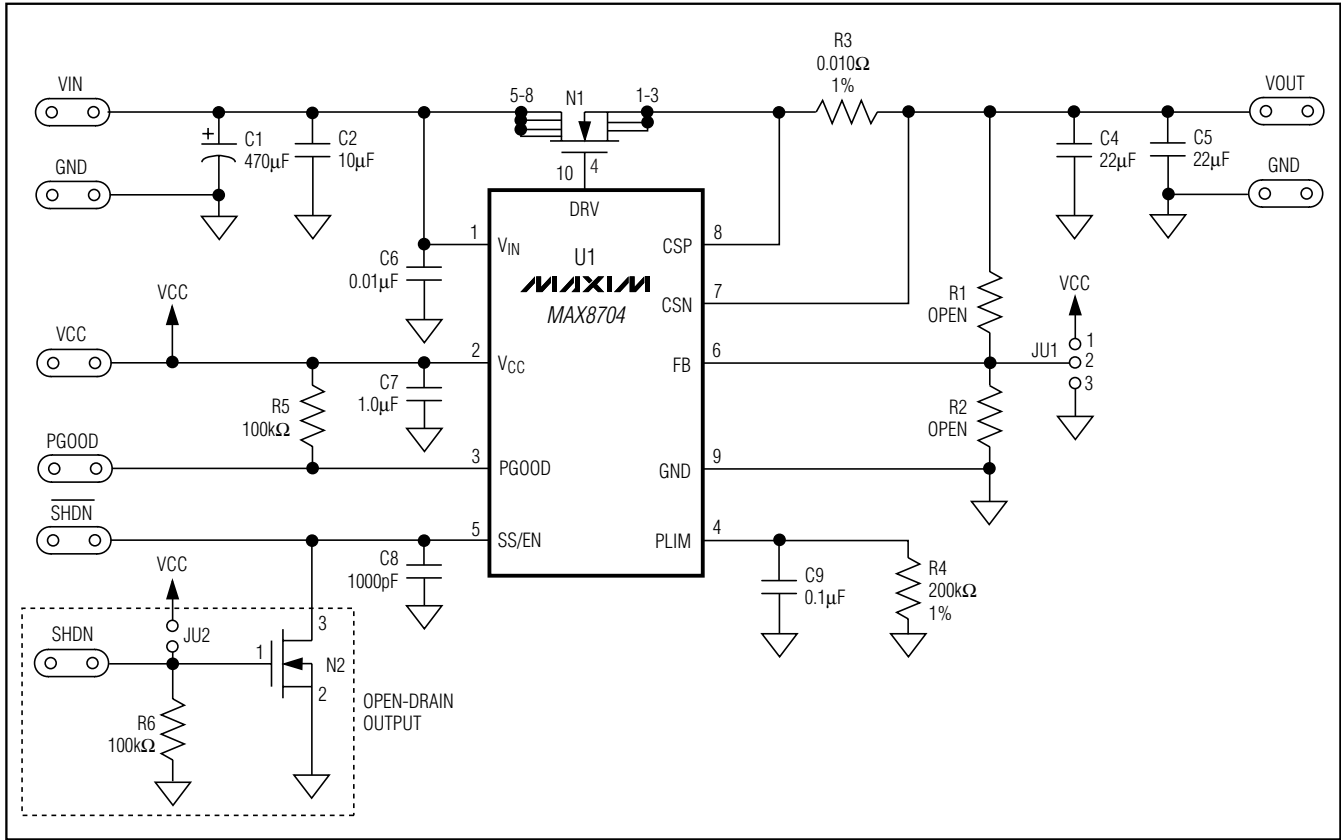 R3
0.010Ω
1%
VIN
5-8
N1
1-3
VOUT
+
C1
470µF
C2
10µF
C4
22µF
C5
22µF
GND
GND
10
4
DRV
1
VIN
U1
MAXIM
MAX8704
CSP
8
C6
0.01µF
CSN
7
R1
OPEN
VCC
VCC
VCC
2
VCC
FB
6
JU1
1
2
3
C7
1.0µF
R5
100kΩ
R2
OPEN
PGOOD
3
PGOOD
GND
9
SHDN
5
SS/EN
PLIM
4
C8
1000pF
C9
0.1µF
R4
200kΩ
1%
VCC
SHDN
JU2
3
1
N2
2
OPEN-DRAIN
OUTPUT
R6
100kΩ